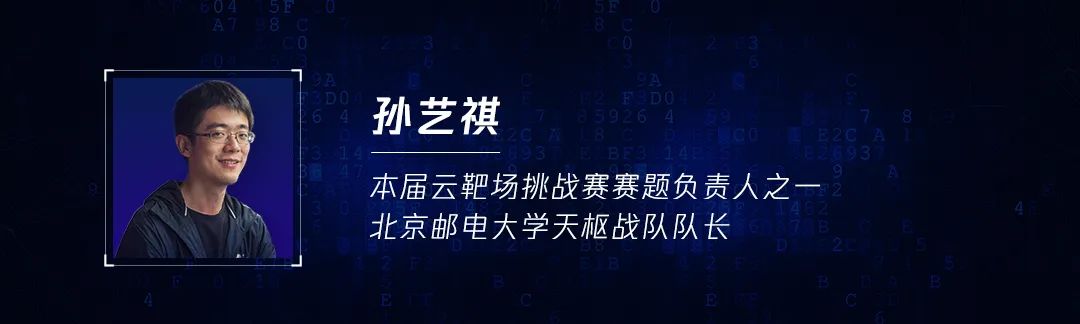 孙艺祺
本届云靶场挑战赛赛题负责人之一
北京邮电大学天枢战队队长